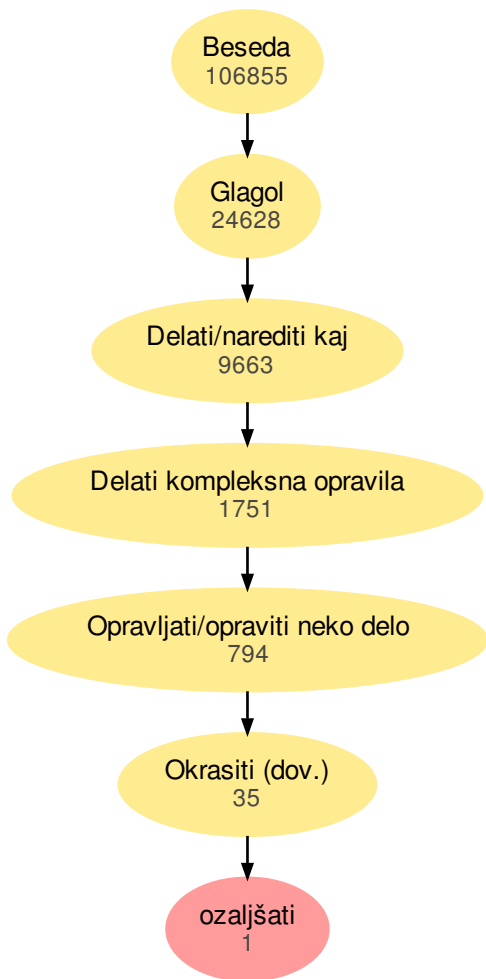 Beseda
106855
Glagol
24628
Delati/narediti kaj
9663
Delati kompleksna opravila
1751
Opravljati/opraviti neko delo
794
Okrasiti (dov.)
35
ozaljšati
1